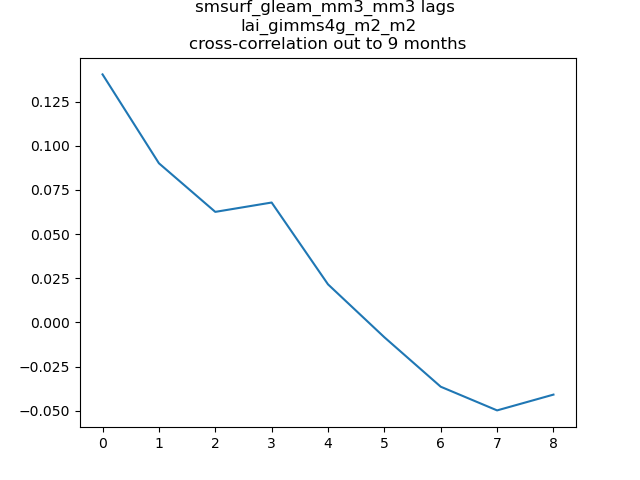 smsurf_gleam_mm3_mm3 lags
lai_gimms4g_m2_m2
cross-correlation out to 9 months
0.125
0.100
0.075
0.050
0.025
0.000
−0.025
−0.050
0 1 2 3 4 5 6 7 8